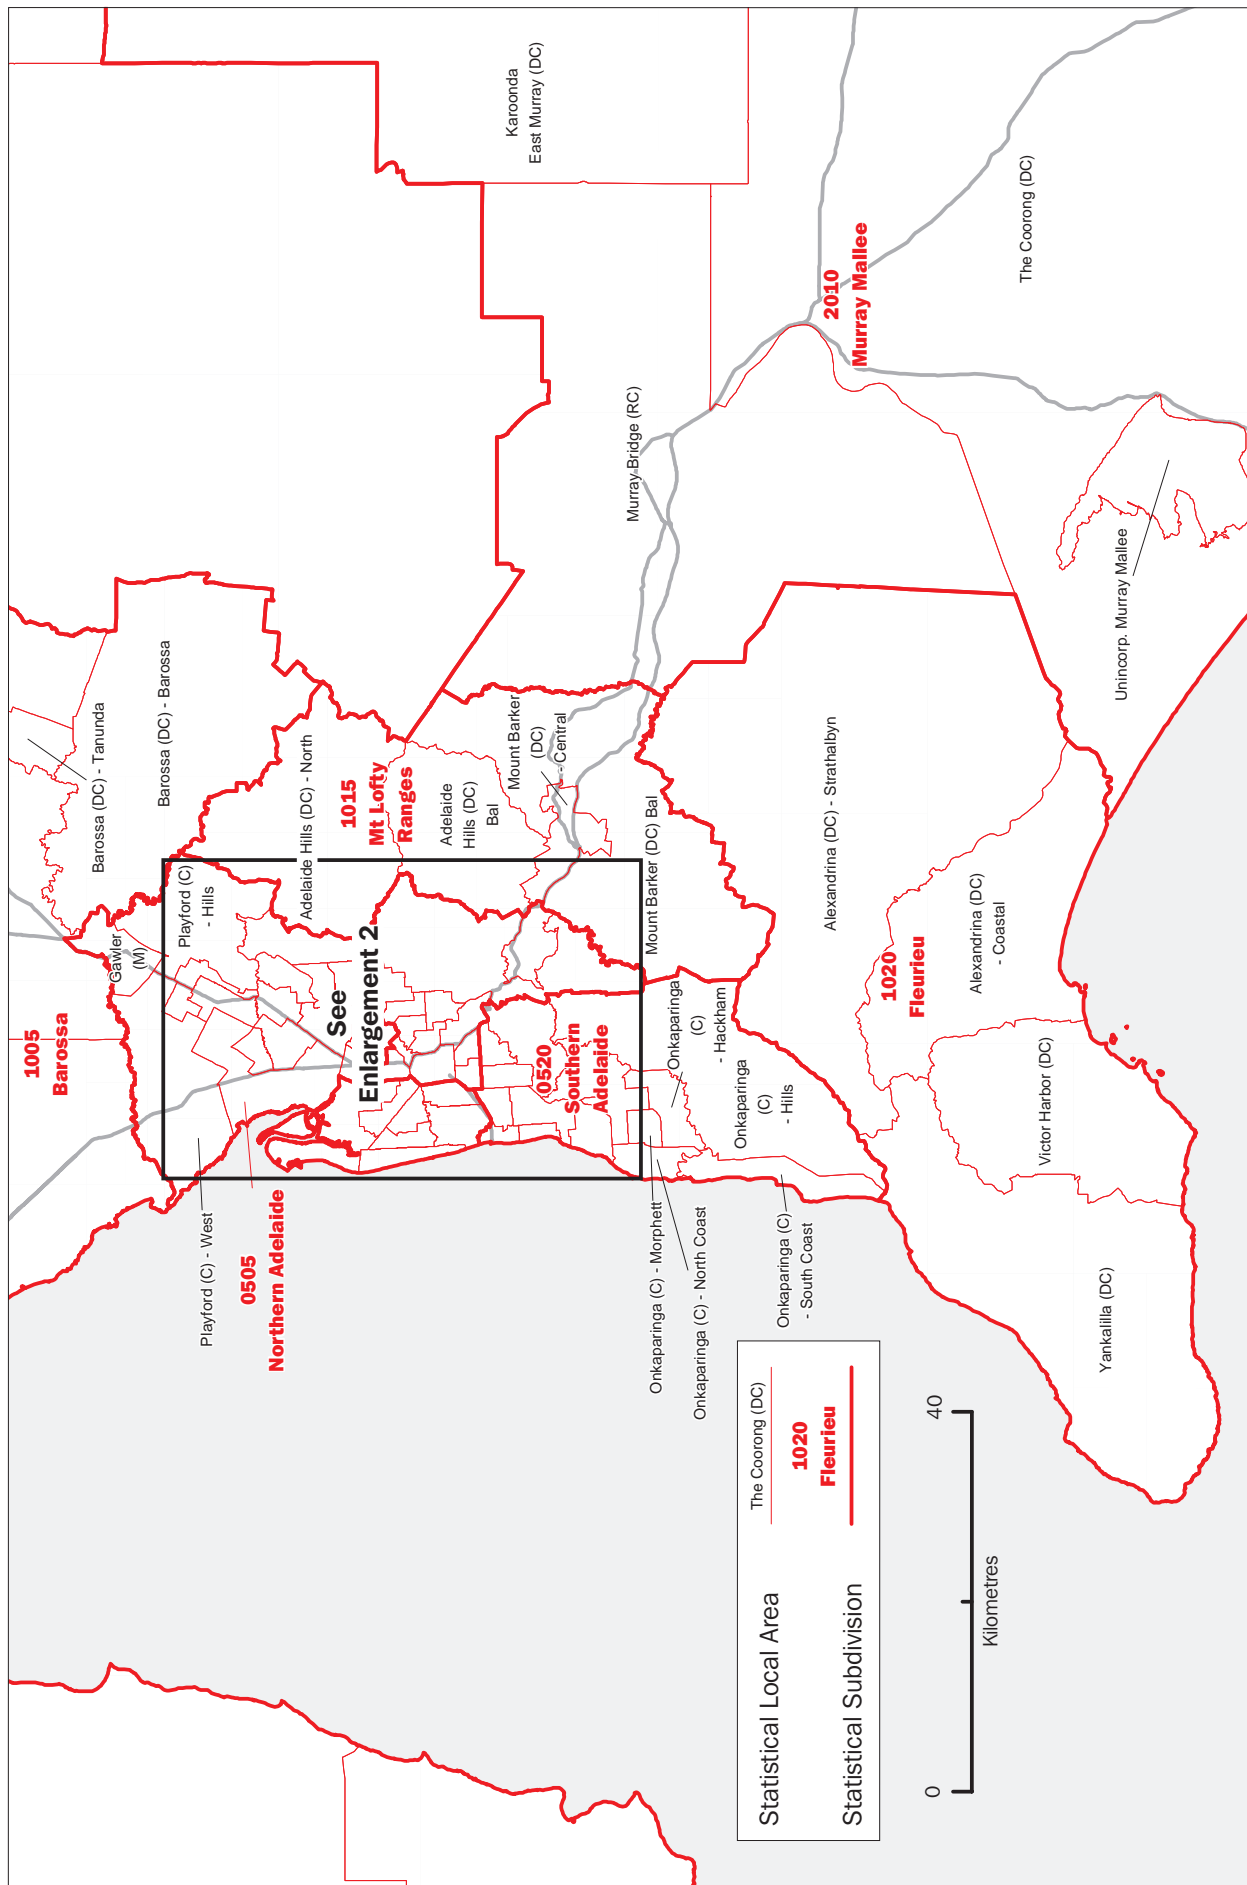 1005
Barossa
Barossa (DC) - Tanunda
Barossa (DC) - Barossa
Gawler
(M)
Playford (C)
- Hills
Playford (C) - West
0505
Northern Adelaide
Adelaide Hills (DC) - North
1015
Mt Lofty
Ranges
Adelaide
Hills (DC)
Bal
See
Enlargement 2
Mount Barker
(DC)
- Central
Karoonda
East Murray (DC)
0520
Southern
Adelaide
Murray Bridge (RC)
Mount Barker (DC) Bal
Onkaparinga
(C)
- Hackham
Onkaparinga (C) - Morphett
Onkaparinga (C) - North Coast
Onkaparinga
(C)
- Hills
Onkaparinga (C)
- South Coast
2010
Murray Mallee
Alexandrina (DC) - Strathalbyn
1020
Fleurieu
Alexandrina (DC)
- Coastal
The Coorong (DC)
Victor Harbor (DC)
Yankalilla (DC)
Unincorp. Murray Mallee
Statistical Local Area
The Coorong (DC)
Statistical Subdivision
1020
Fleurieu
0
40
Kilometres